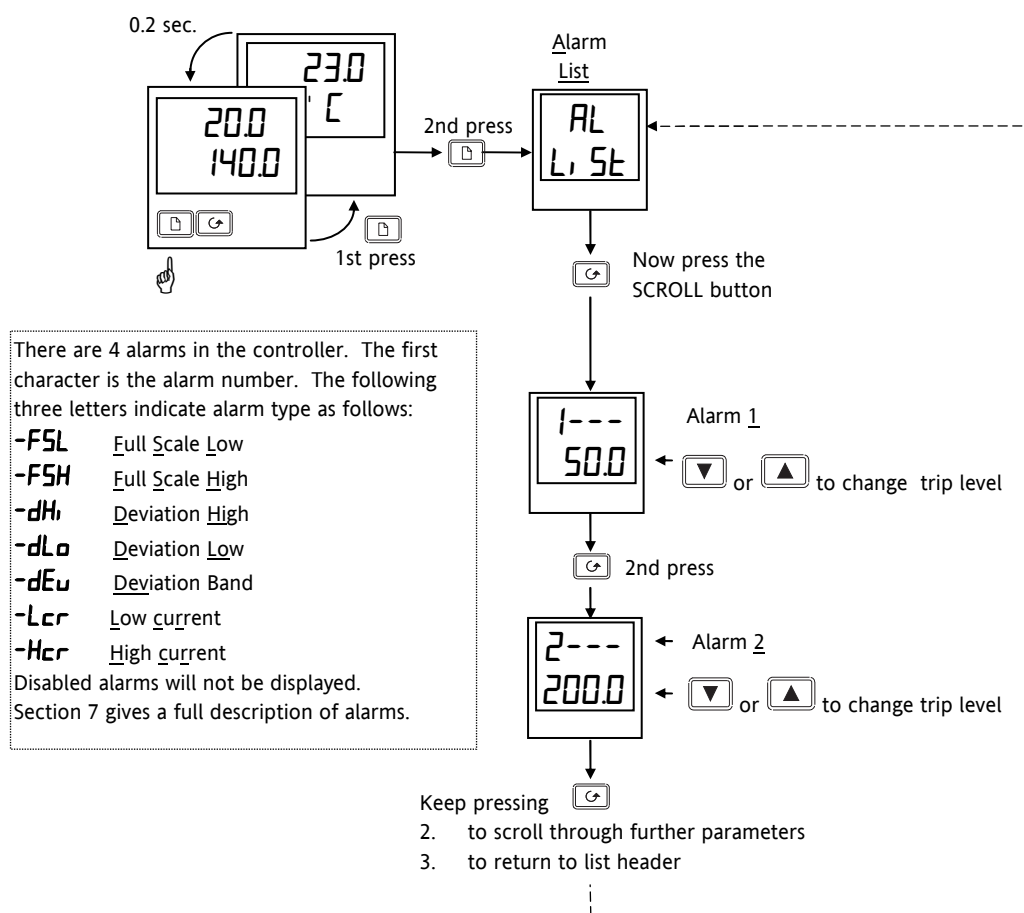 0.2 sec.
23.0
° C
20.0
140.0
1st press
2nd press
Alarm
List
AL
Li St
Now press the
SCROLL button
There are 4 alarms in the controller. The first
character is the alarm number. The following
three letters indicate alarm type as follows:
-FSL Full Scale Low
-FSH Full Scale High
-dHi Deviation High
-dLo Deviation Low
-dEv Deviation Band
-Lcr Low current
-Hcr High current
Disabled alarms will not be displayed.
Section 7 gives a full description of alarms.
1---
50.0
Alarm 1
or to change trip level
2nd press
2---
200.0
Alarm 2
or to change trip level
Keep pressing
2. to scroll through further parameters
3. to return to list header